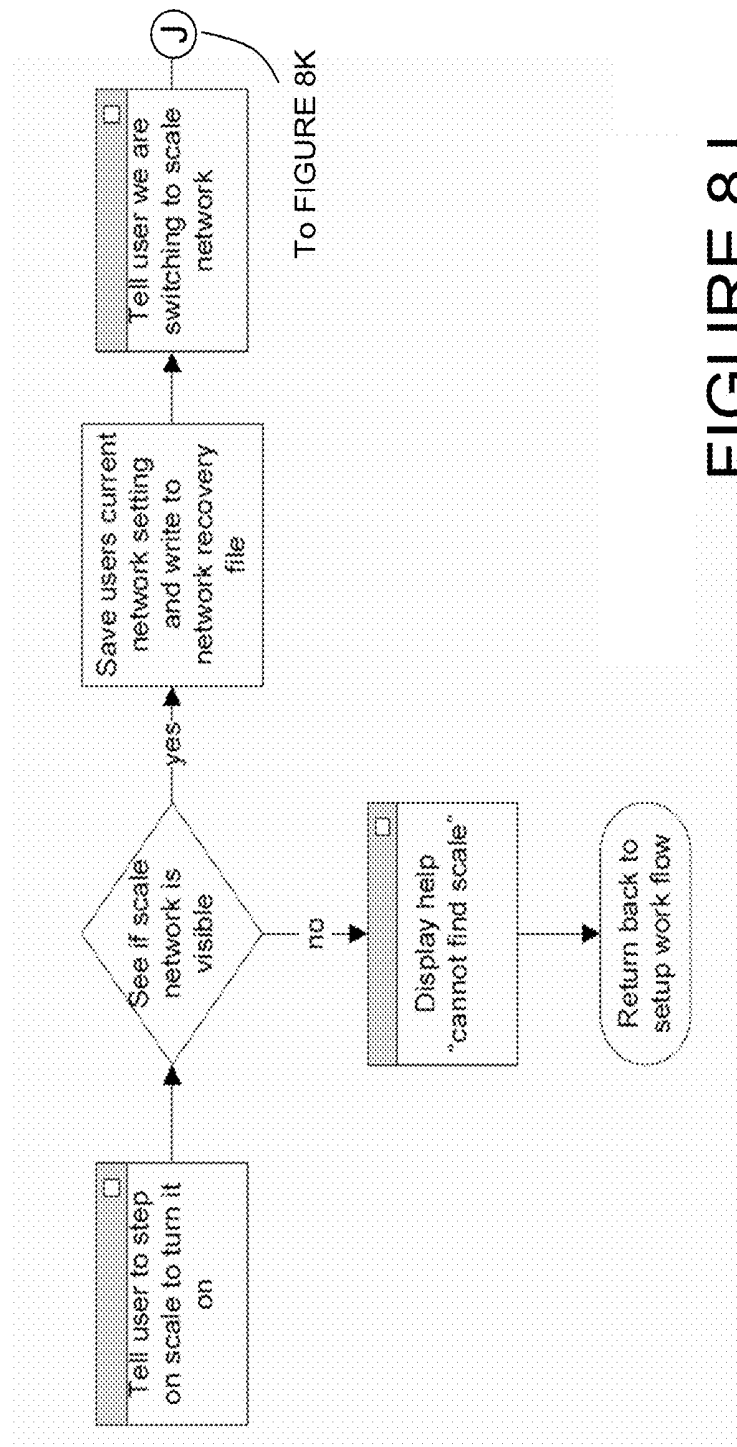 Tell user to step
on scale to turn it
on
See if scale
network is
visible
yes
no
Save users current
network setting
and write to
network recovery
file
Tell user we are
switching to scale
network
J
To FIGURE 8K
Display help
"cannot find scale"
Return back to
setup work flow
FIGURE 8J